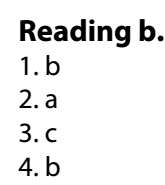 Reading b.
1. b
2. a
3. c
4. b